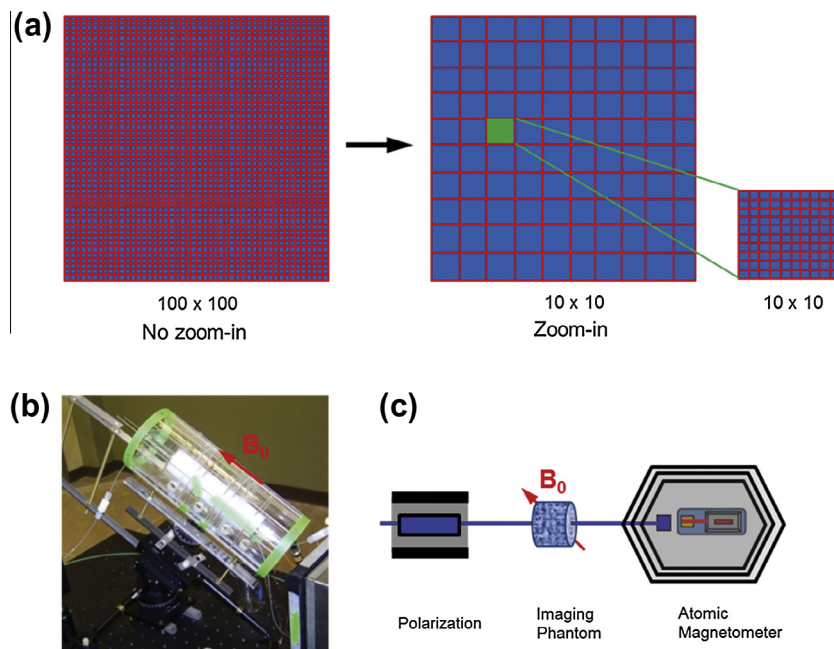 (a)
100 x 100
No zoom-in
10 x 10
Zoom-in
10 x 10
(b)
B0
(c)
B0
Polarization
Imaging
Phantom
Atomic
Magnetometer